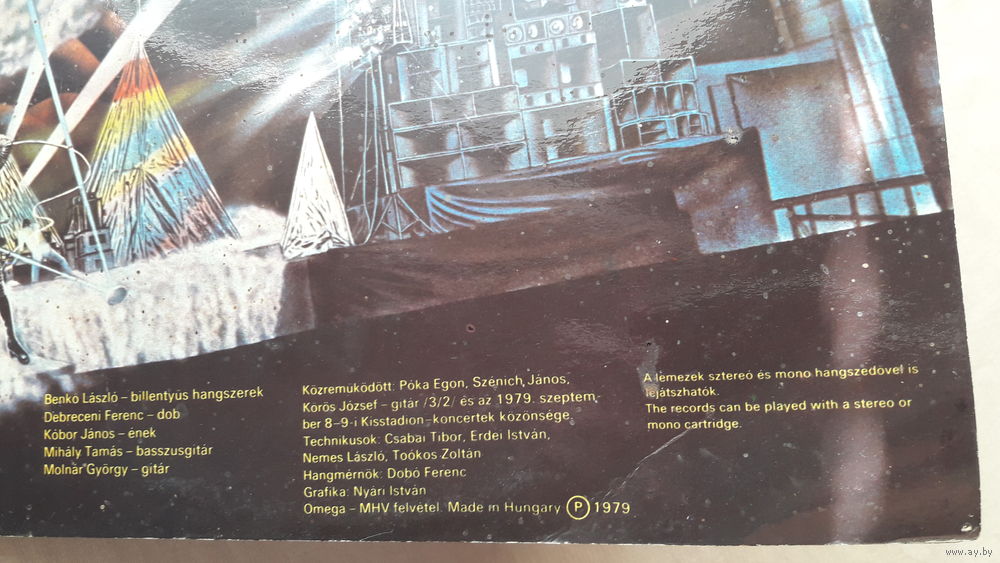 Benkó László – billentyűs hangszerek
Debreceni Ferenc – dob
Kóbor János – ének
Mihály Tamás – basszusgitár
Molnár György – gitár
Közreműködött: Póka Egon, Szénich János,
Körös József – gitár /3/2/ és az 1979. szeptem-
ber 8–9-i Kisstadion – koncertek közönsége.
Technikusok: Csabai Tibor, Erdei István,
Nemes László, Toókos Zoltán
Hangmérnök: Dobó Ferenc
Grafika: Nyári István
Omega – MHV felvétel. Made in Hungary Ⓟ 1979
A lemezek sztereó és mono hangszedővel is
lejátszhatók.
The records can be played with a stereo or
mono cartridge.
www.ay.by